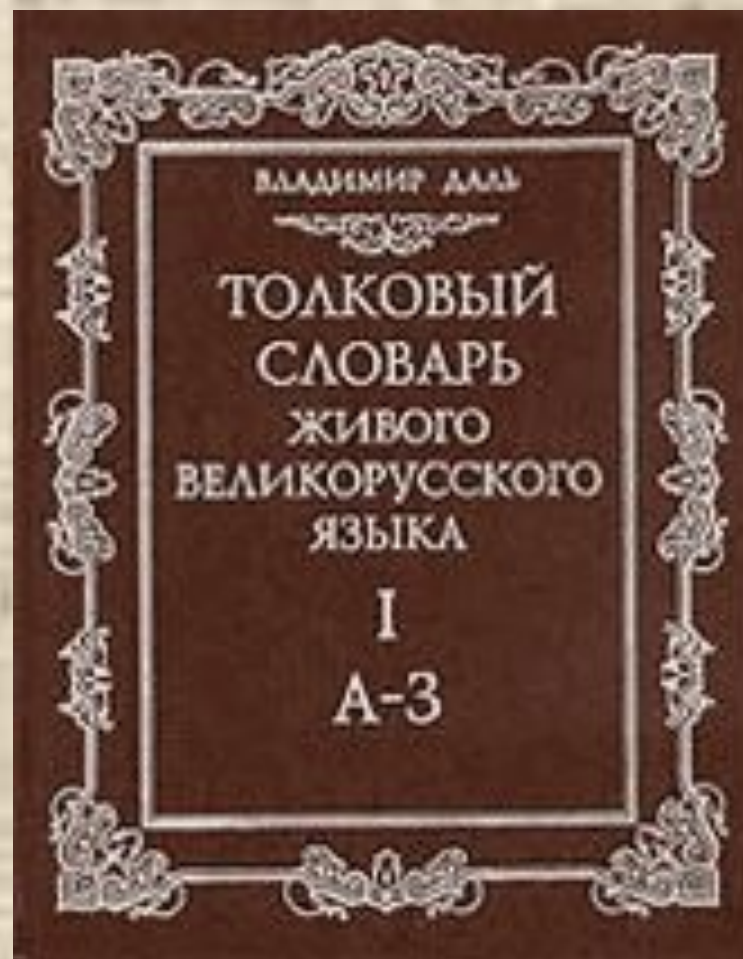 ВЛАДИМИР ДАЛЬ
ТОЛКОВЫЙ
СЛОВАРЬ
ЖИВОГО
ВЕЛИКОРУССКОГО
ЯЗЫКА
I
А-З